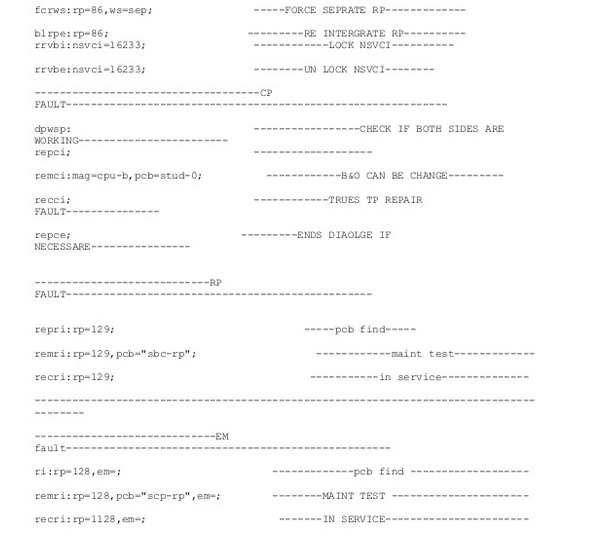 fcrws:rp=86,ws=sep; -----FORCE SEPRATE RP-------------
blrpe:rp=86; ---------RE INTERGRATE RP----------
rrvbi:nsvci=16233; ------------LOCK NSVCI-----------
rrvbe:nsvci=16233; --------UN LOCK NSVCI--------
------------------------------------CP
FAULT-------------------------------------------------------------
dpwsp: -----------------CHECK IF BOTH SIDES ARE
WORKING------------------------
repci; -------------------
remci:mag=cpu-b,pcb=stud-0; ------------B&O CAN BE CHANGE---------
recci; ------------TRUES TP REPAIR
FAULT---------------
repce; ---------ENDS DIAOLGE IF
NECESSARE----------------
----------------------------RP
FAULT-------------------------------------------------
repri:rp=129; -----pcb find-----
remri:rp=129,pcb="sbc-rp"; ------------maint test-------------
recri:rp=129; -----------in service--------------
--------------------------------------------------------------------------------
--------
-----------------------------EM
fault----------------------------------------------------
ri:rp=128,em=; -------------pcb find -------------------
remri:rp=128,pcb="scp-rp",em=; --------MAINT TEST ----------------------
recri:rp=1128,em=; -------IN SERVICE-----------------------